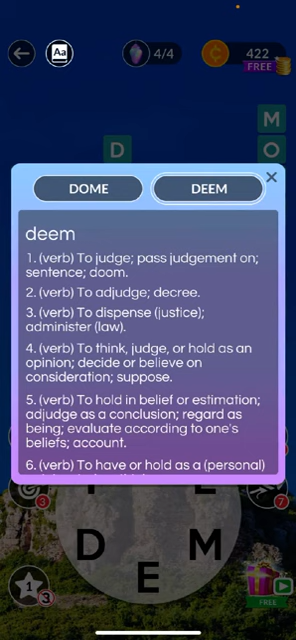 Aa
4/4
422
FREE
M
D
O
DOME
DEEM
deem
1. (verb) To judge; pass judgement on;
sentence; doom.
2. (verb) To adjudge; decree.
3. (verb) To dispense (justice);
administer (law).
4. (verb) To think, judge, or hold as an
opinion; decide or believe on
consideration; suppose.
5. (verb) To hold in belief or estimation;
adjudge as a conclusion; regard as
being; evaluate according to one's
beliefs; account.
6. (verb) To have or hold as a (personal)
3
7
D
M
E
1
3
FREE